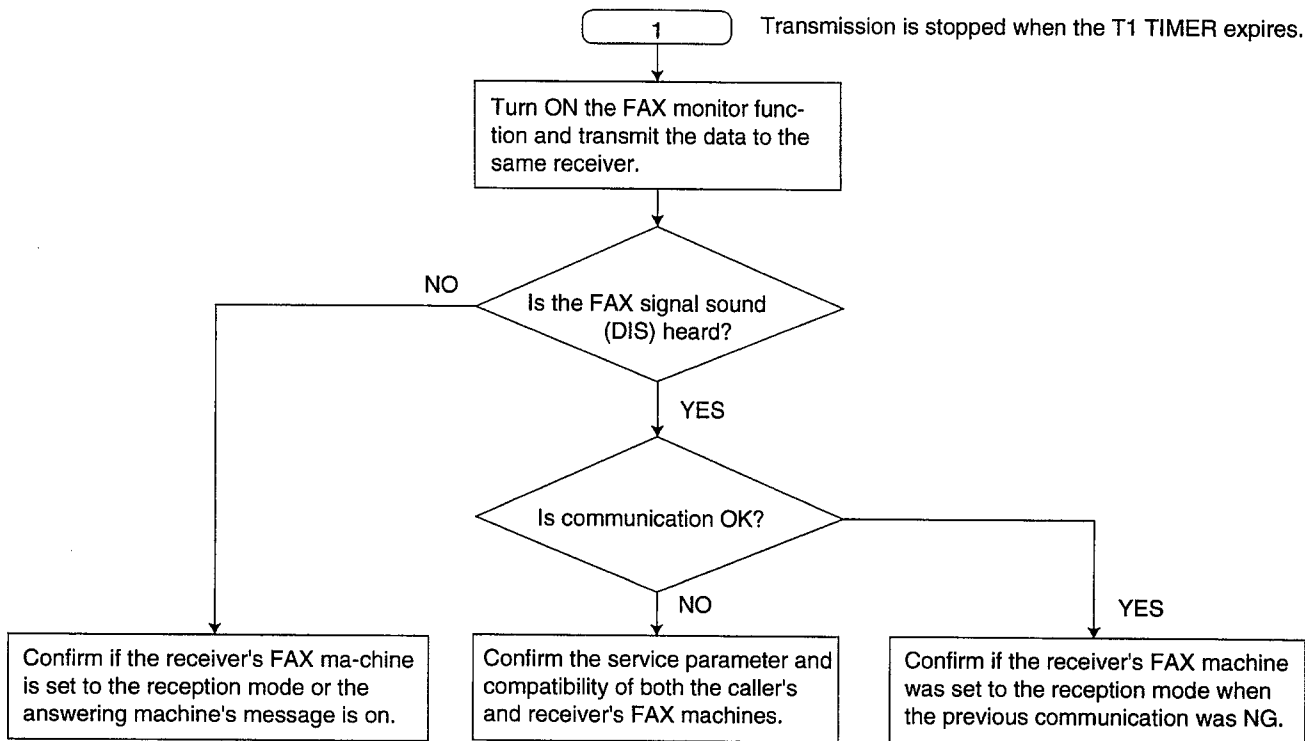 1
Transmission is stopped when the T1 TIMER expires.
Turn ON the FAX monitor func-
tion and transmit the data to the
same receiver.
NO
Is the FAX signal sound
(DIS) heard?
YES
Is communication OK?
NO
YES
Confirm if the receiver's FAX ma-chine
is set to the reception mode or the
answering machine's message is on.
Confirm the service parameter and
compatibility of both the caller's
and receiver's FAX machines.
Confirm if the receiver's FAX machine
was set to the reception mode when
the previous communication was NG.